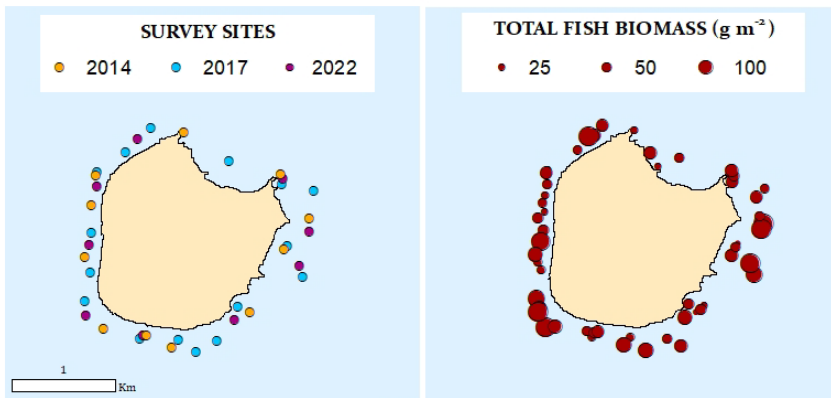 SURVEY SITES
2014 2017 2022
1
Km
TOTAL FISH BIOMASS (g m⁻²)
25 50 100